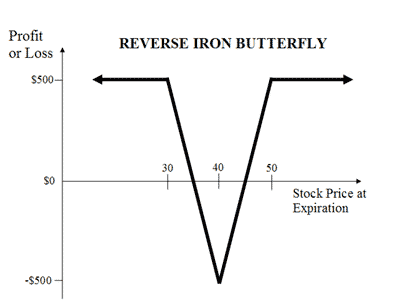 Profit
or Loss
REVERSE IRON BUTTERFLY
$500
30
40
50
$0
Stock Price at
Expiration
-$500